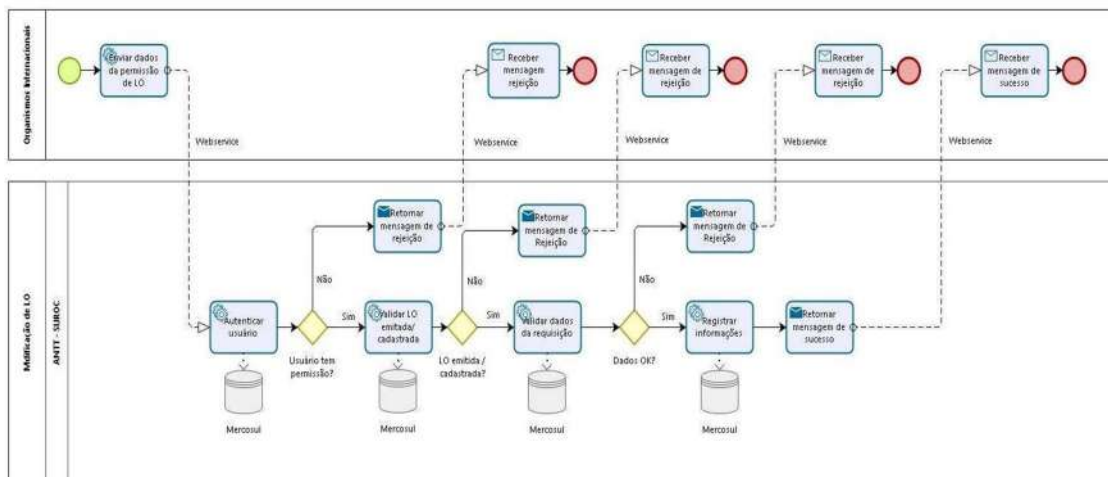 Organismos Internacionais
Enviar dados
da permissão
de LO
Receber
mensagem
rejeição
Receber
mensagem de
rejeição
Receber
mensagem de
rejeição
Receber
mensagem de
sucesso
Webservice
Webservice
Webservice
Webservice
Webservice
Mdificação de LO
ANTT - SUROC
Retornar
mensagem de
rejeição
Retornar
mensagem de
Rejeição
Retornar
mensagem de
Rejeição
Não
Não
Não
Autenticar
usuário
Sim
Validar LO
emitada/
cadastrada
Sim
Validar dados
da requisição
Sim
Registrar
informações
Retornar
mensagem de
sucesso
Usuário tem
permissão?
LO emitida /
cadastrada?
Dados OK?
Mercosul
Mercosul
Mercosul
Mercosul